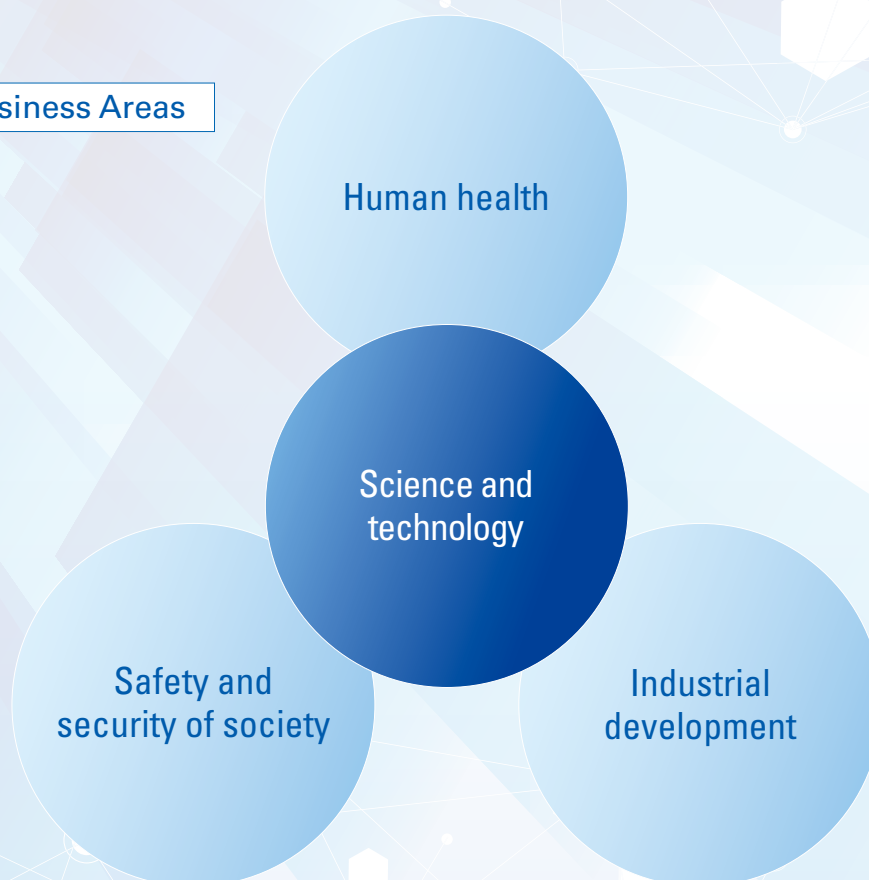 siness Areas
Human health
Science and
technology
Safety and
security of society
Industrial
development